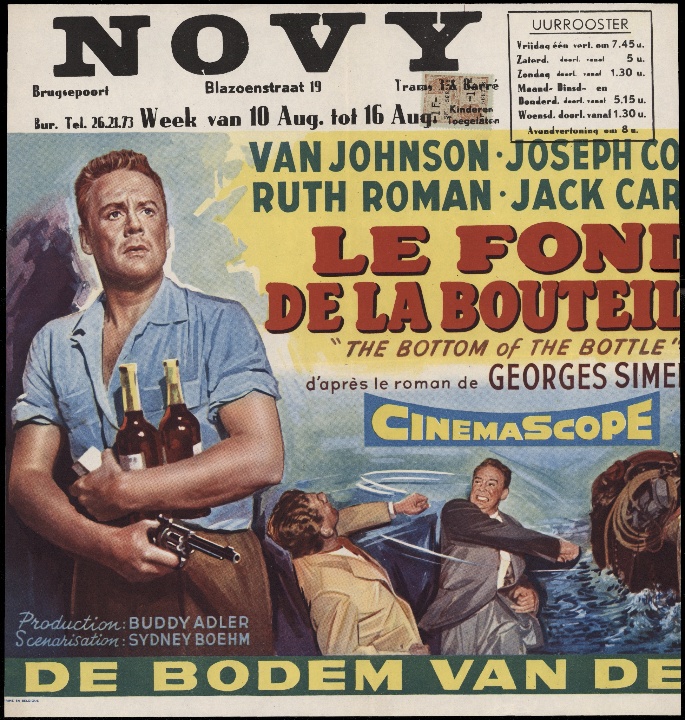 NOVY
Brugsepoort Blazoenstraat 19 Trams 3X Barré
Bur. Tel. 26.21.73 Week van 10 Aug. tot 16 Aug.
Kinderen
Toegelaten
UURROOSTER
Vrijdag één vert. om 7.45 u.
Zaterd. doorl. vanaf 5 u.
Zondag doorl. vanaf 1.30 u.
Maand- Dinsd- en
Donderd. doorl. vanaf 5.15 u.
Woensd. doorl. vanaf 1.30 u.
Avondvertoning om 8 u.
VAN JOHNSON · JOSEPH CO
RUTH ROMAN · JACK CAR
LE FOND
DE LA BOUTEIL
"THE BOTTOM of THE BOTTLE"
d'après le roman de GEORGES SIME
CINEMASCOPE
Production: BUDDY ADLER
Scenarisation: SYDNEY BOEHM
DE BODEM VAN DE